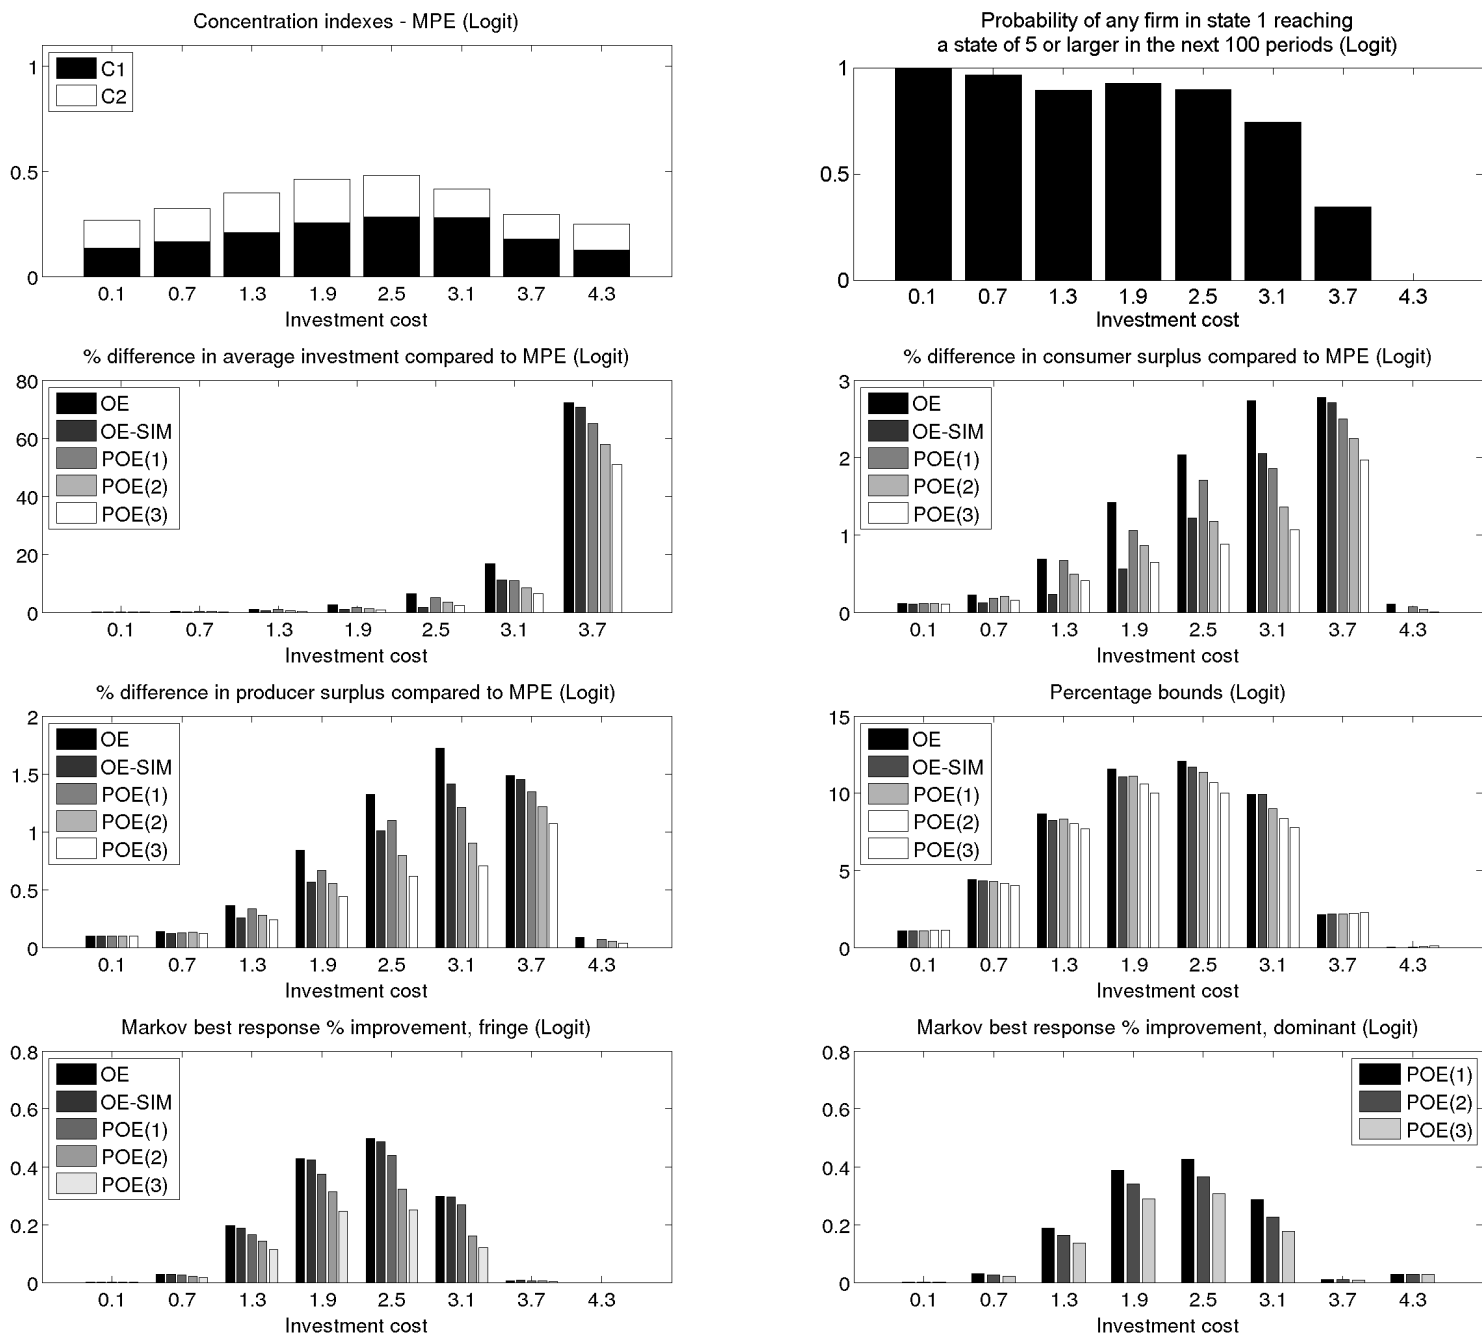 Concentration indexes - MPE (Logit)
1
0.5
0
C1
C2
0.1 0.7 1.3 1.9 2.5 3.1 3.7 4.3
Investment cost
Probability of any firm in state 1 reaching
a state of 5 or larger in the next 100 periods (Logit)
1
0.5
0
0.1 0.7 1.3 1.9 2.5 3.1 3.7 4.3
Investment cost
% difference in average investment compared to MPE (Logit)
80
60
40
20
0
OE
OE-SIM
POE(1)
POE(2)
POE(3)
0.1 0.7 1.3 1.9 2.5 3.1 3.7
Investment cost
% difference in consumer surplus compared to MPE (Logit)
3
2
1
0
OE
OE-SIM
POE(1)
POE(2)
POE(3)
0.1 0.7 1.3 1.9 2.5 3.1 3.7 4.3
Investment cost
% difference in producer surplus compared to MPE (Logit)
2
1.5
1
0.5
0
OE
OE-SIM
POE(1)
POE(2)
POE(3)
0.1 0.7 1.3 1.9 2.5 3.1 3.7 4.3
Investment cost
Percentage bounds (Logit)
15
10
5
0
OE
OE-SIM
POE(1)
POE(2)
POE(3)
0.1 0.7 1.3 1.9 2.5 3.1 3.7 4.3
Investment cost
Markov best response % improvement, fringe (Logit)
0.8
0.6
0.4
0.2
0
OE
OE-SIM
POE(1)
POE(2)
POE(3)
0.1 0.7 1.3 1.9 2.5 3.1 3.7 4.3
Investment cost
Markov best response % improvement, dominant (Logit)
0.8
0.6
0.4
0.2
0
POE(1)
POE(2)
POE(3)
0.1 0.7 1.3 1.9 2.5 3.1 3.7 4.3
Investment cost